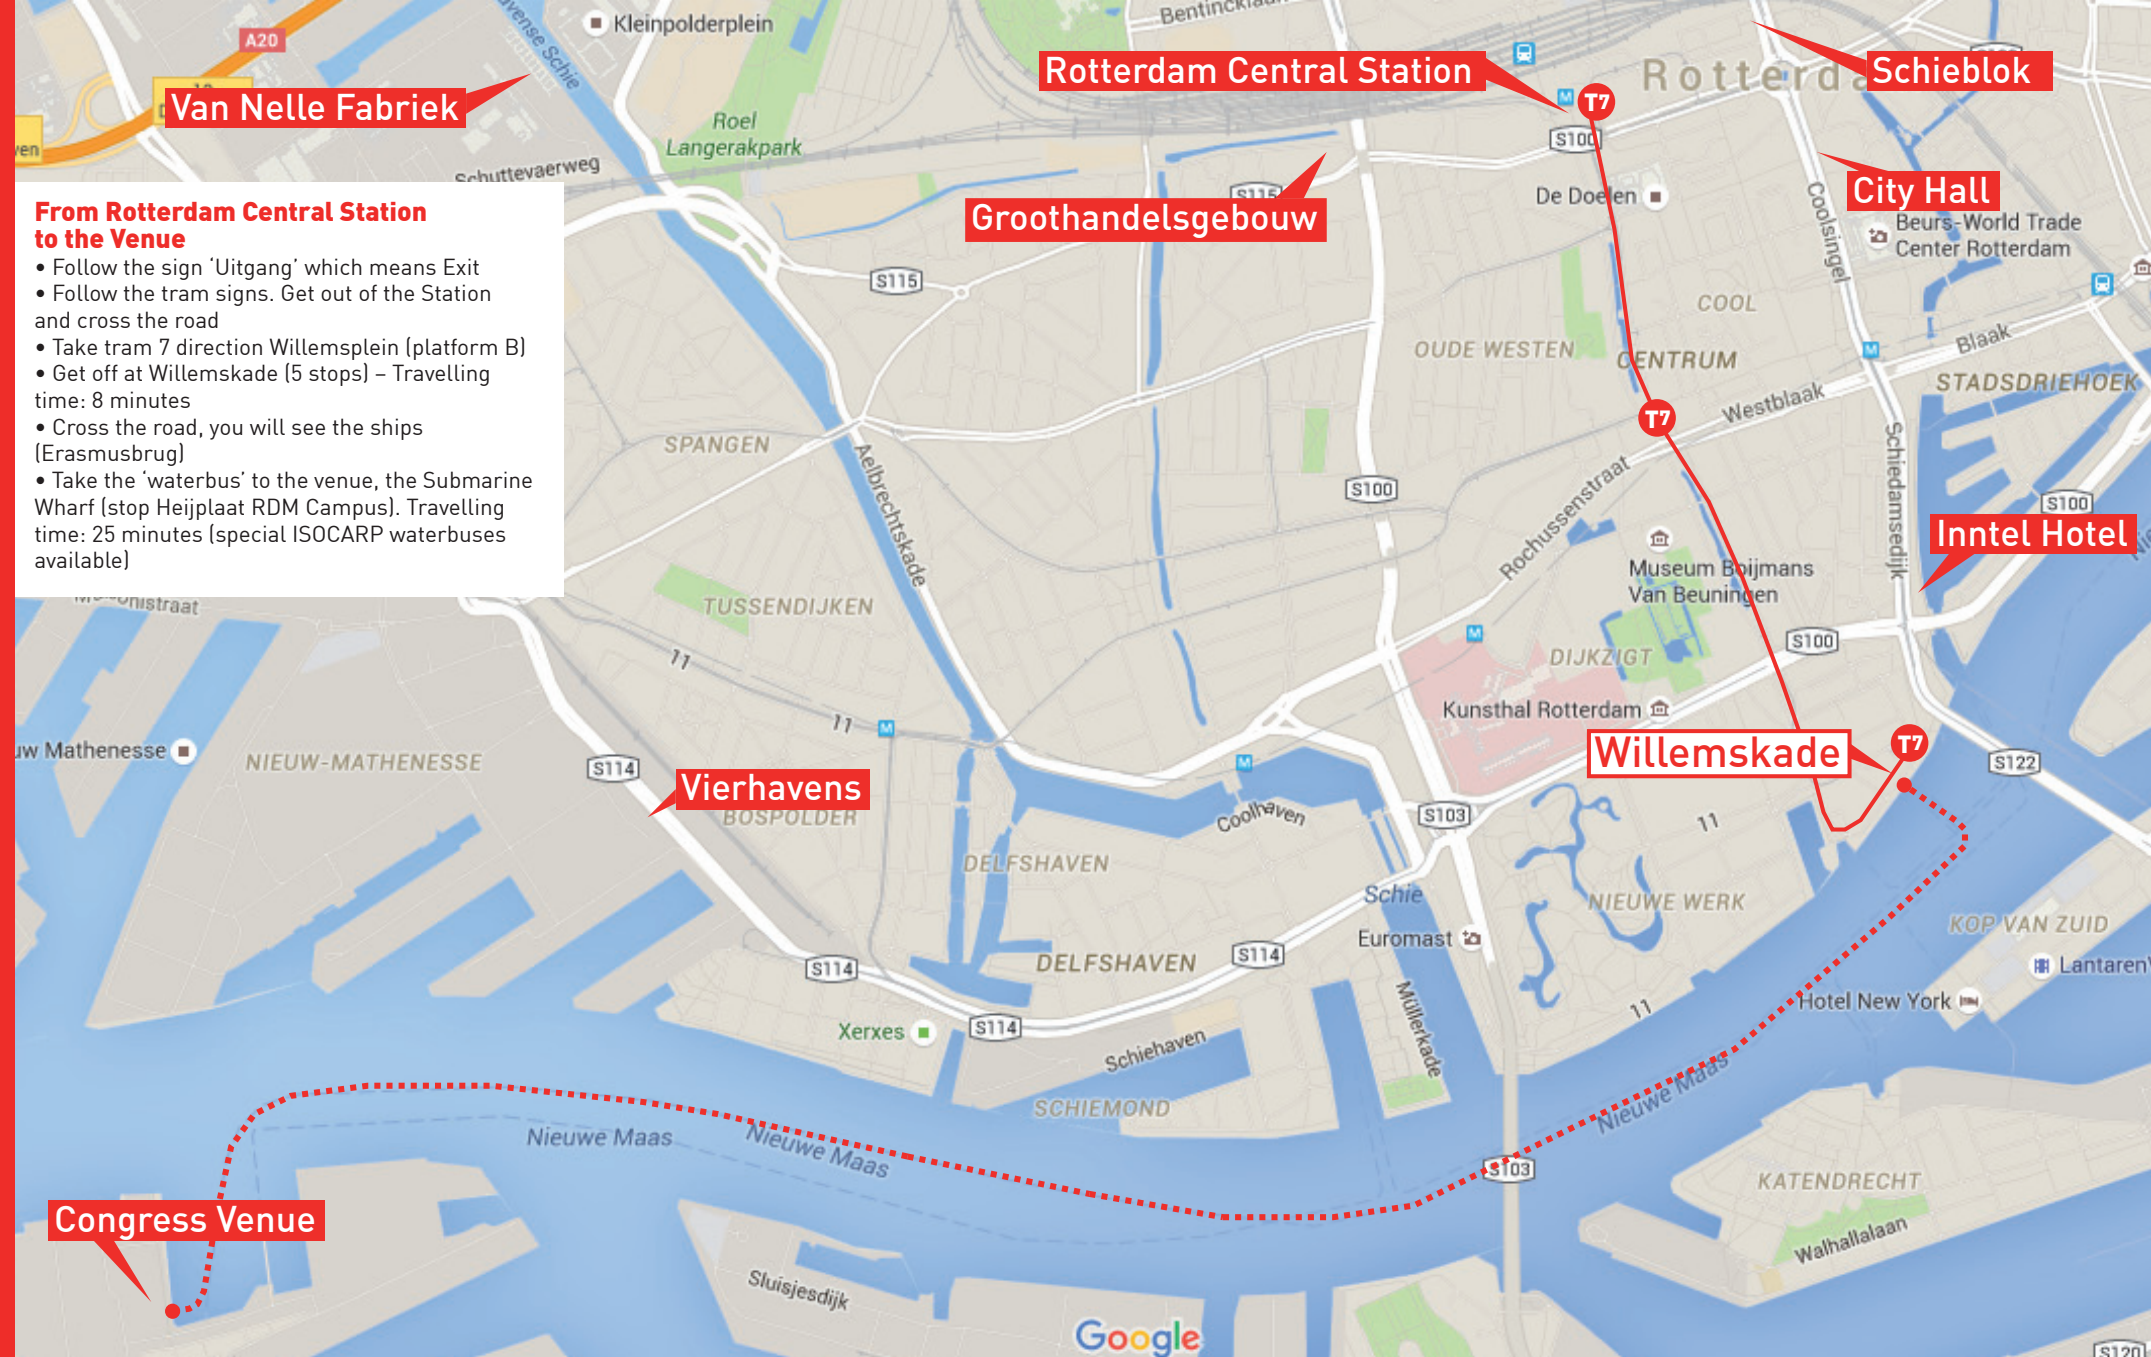 Kleinpolderplein
Bentincklaan
A20
Rotterdam Central Station
Schieblok
Rotterda
Van Nelle Fabriek
T7
Roel
Langerakpark
S100
Schuttevaerweg
S115
De Doelen
City Hall
Groothandelsgebouw
Coolsingel
Beurs-World Trade
Center Rotterdam
From Rotterdam Central Station
to the Venue
• Follow the sign ‘Uitgang’ which means Exit
• Follow the tram signs. Get out of the Station
and cross the road
• Take tram 7 direction Willemsplein (platform B)
• Get off at Willemskade (5 stops) – Travelling
time: 8 minutes
• Cross the road, you will see the ships
(Erasmusbrug)
• Take the ‘waterbus’ to the venue, the Submarine
Wharf (stop Heijplaat RDM Campus). Travelling
time: 25 minutes (special ISOCARP waterbuses
available)
S115
COOL
OUDE WESTEN
CENTRUM
Blaak
STADSDRIEHOEK
Westblaak
T7
SPANGEN
Aelbrechtskade
Schiedamsedijk
S100
S100
Rochussenstraat
Inntel Hotel
Museum Boijmans
Van Beuningen
TUSSENDIJKEN
S100
DIJKZIGT
11
Kunsthal Rotterdam
11
uw Mathenesse
NIEUW-MATHENESSE
S114
Willemskade
T7
S122
Vierhavens
BOSPOLDER
Coolhaven
S103
11
DELFSHAVEN
Schie
NIEUWE WERK
KOP VAN ZUID
Euromast
DELFSHAVEN
S114
S114
Lantaren
Hotel New York
11
Müllerkade
Xerxes
S114
Schiehaven
SCHIEMOND
Nieuwe Maas
Nieuwe Maas
Nieuwe Maas
S103
KATENDRECHT
Congress Venue
Walhallalaan
Sluisjesdijk
Google
S120